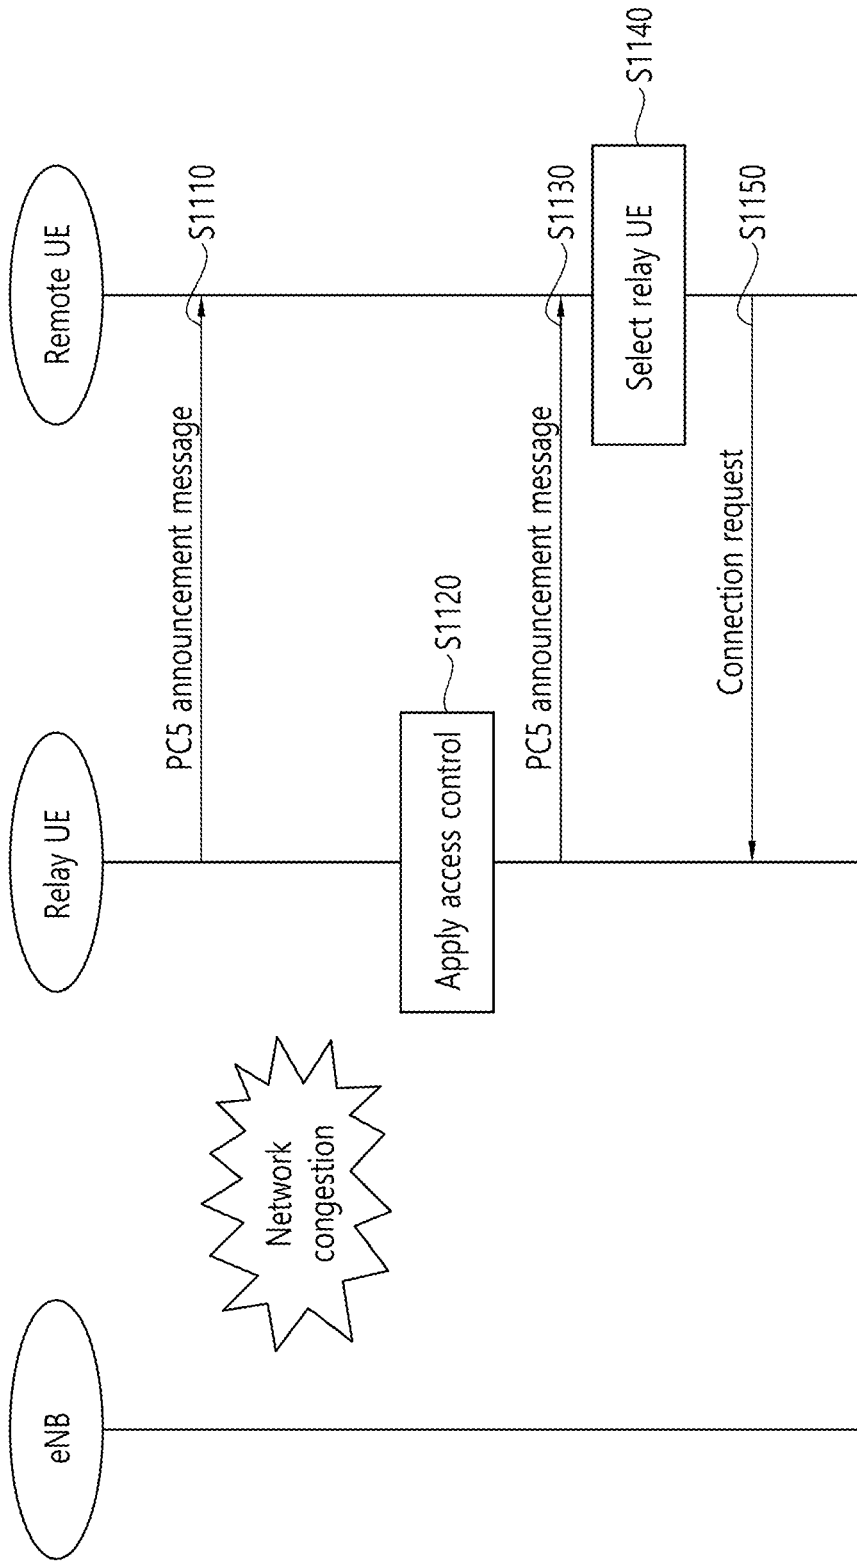 eNB
Relay UE
Remote UE
PC5 announcement message
S1110
Network
congestion
Apply access control
S1120
PC5 announcement message
S1130
Select relay UE
S1140
Connection request
S1150